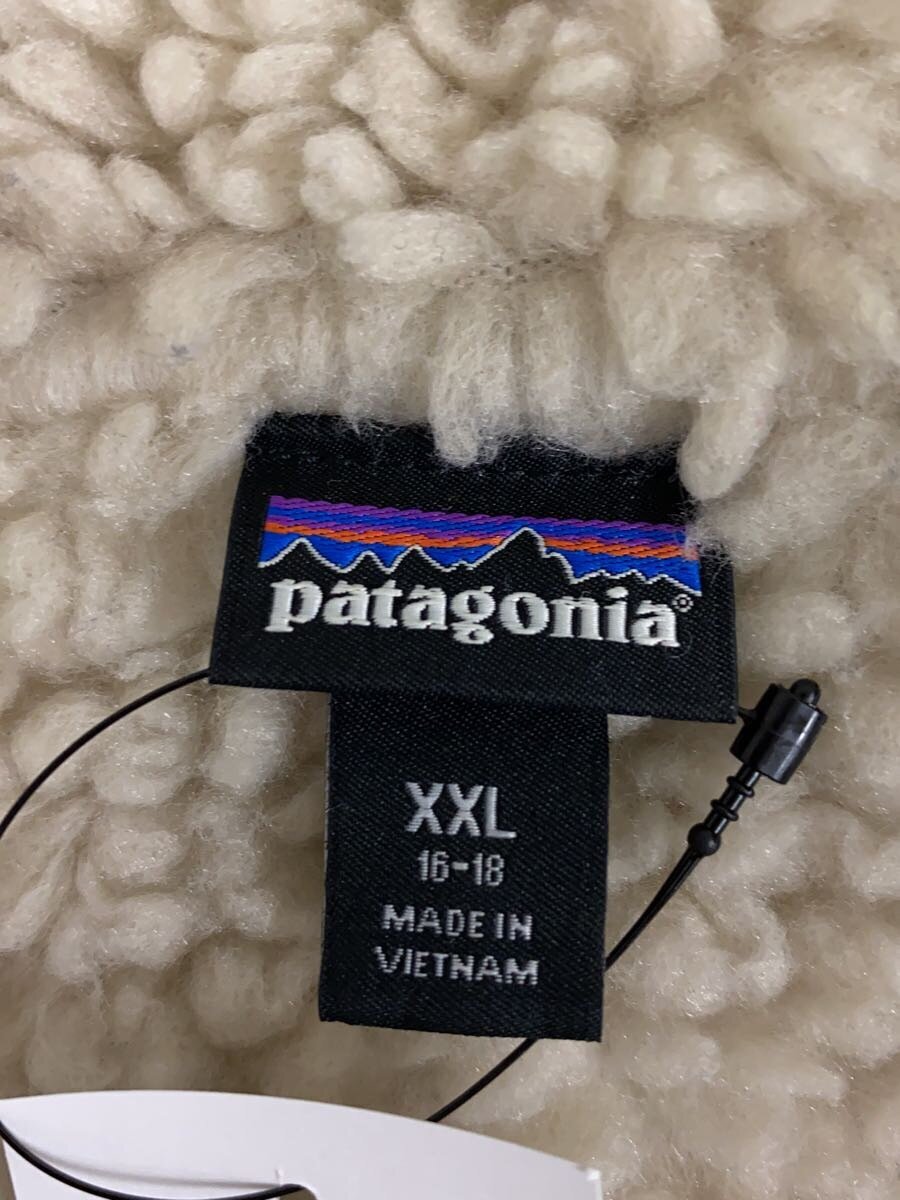 patagonia®
XXL
16-18
MADE IN
VIETNAM